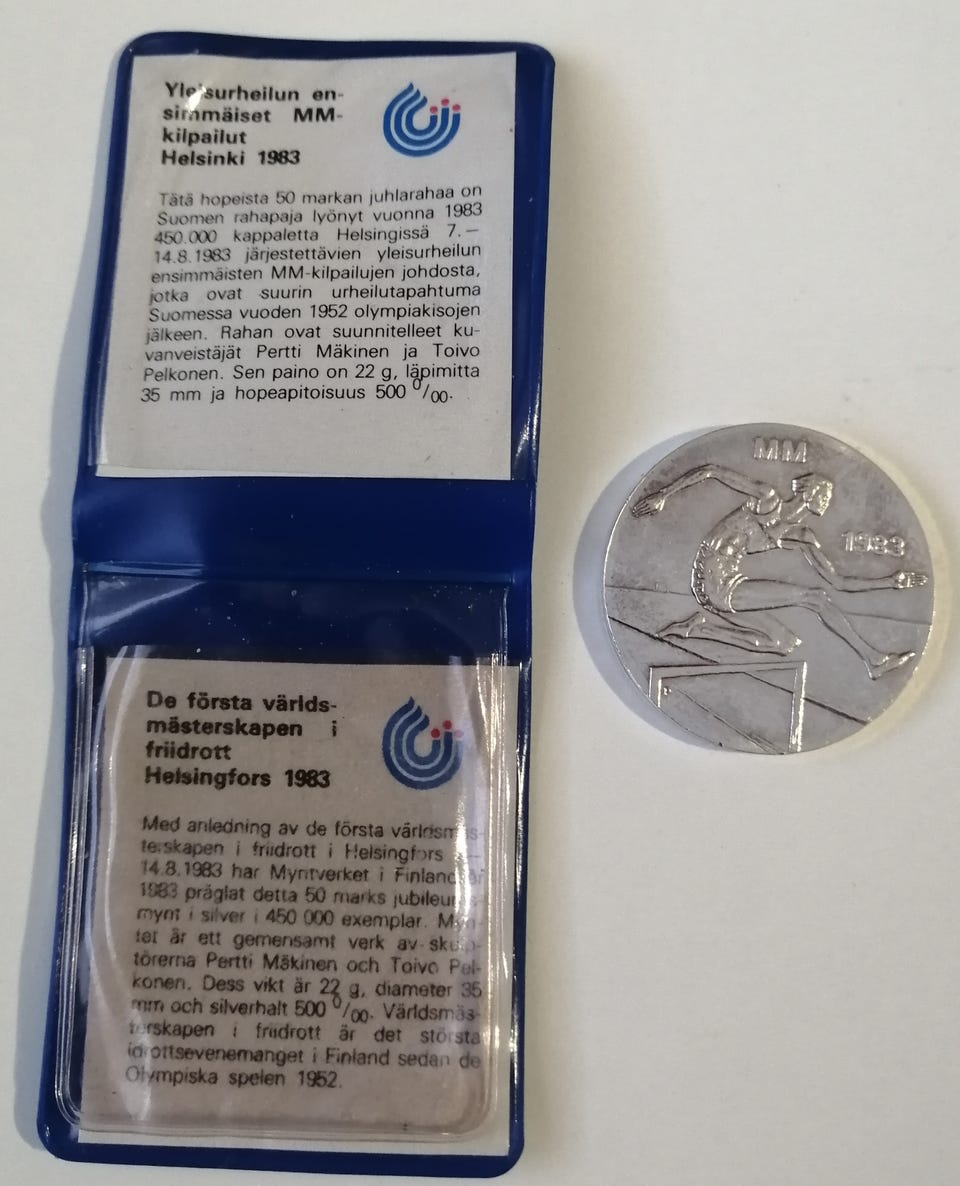 Yleisurheilun en-
simmäiset MM-
kilpailut
Helsinki 1983
Tätä hopeista 50 markan juhlarahaa on
Suomen rahapaja lyönyt vuonna 1983
450.000 kappaletta Helsingissä 7.—
14.8.1983 järjestettävien yleisurheilun
ensimmäisten MM-kilpailujen johdosta,
jotka ovat suurin urheilutapahtuma
Suomessa vuoden 1952 olympiakisojen
jälkeen. Rahan ovat suunnitelleet ku-
vanveistäjät Pertti Mäkinen ja Toivo
Pelkonen. Sen paino on 22 g, läpimitta
35 mm ja hopeapitoisuus 500 0/00.
MM
1983
De första världs-
mästerskapen i
friidrott
Helsingfors 1983
Med anledning av de första världsmäs-
terskapen i friidrott i Helsingfors —
14.8.1983 har Myntverket i Finland år
1983 präglat detta 50 marks jubileums-
mynt i silver i 450 000 exemplar. Myn-
tet är ett gemensamt verk av skulp-
törerna Pertti Mäkinen och Toivo Pel-
konen. Dess vikt är 22 g, diameter 35
mm och silverhalt 500 0/00. Världsmäs-
terskapen i friidrott är det största
idrottsevenemanget i Finland sedan de
Olympiska spelen 1952.